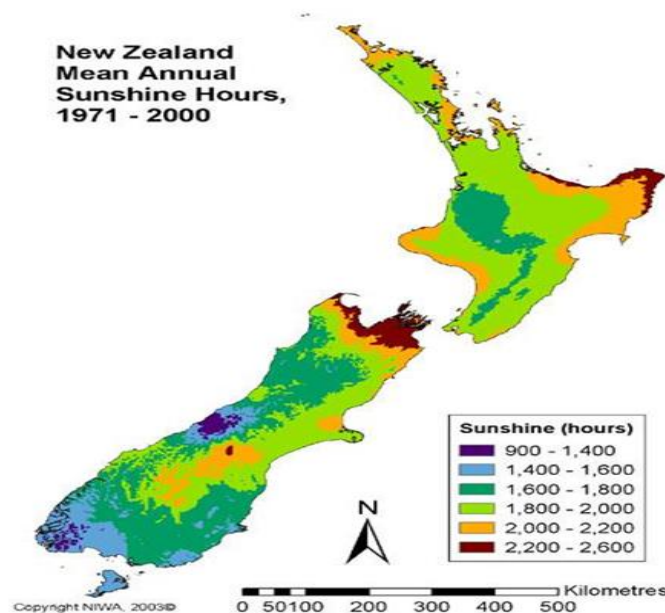 New Zealand
Mean Annual
Sunshine Hours,
1971 - 2000
Sunshine (hours)
900 - 1,400
1,400 - 1,600
1,600 - 1,800
1,800 - 2,000
2,000 - 2,200
2,200 - 2,600
N
Kilometres
0 50 100 200 300 400 500
Copyright NIWA, 2003©